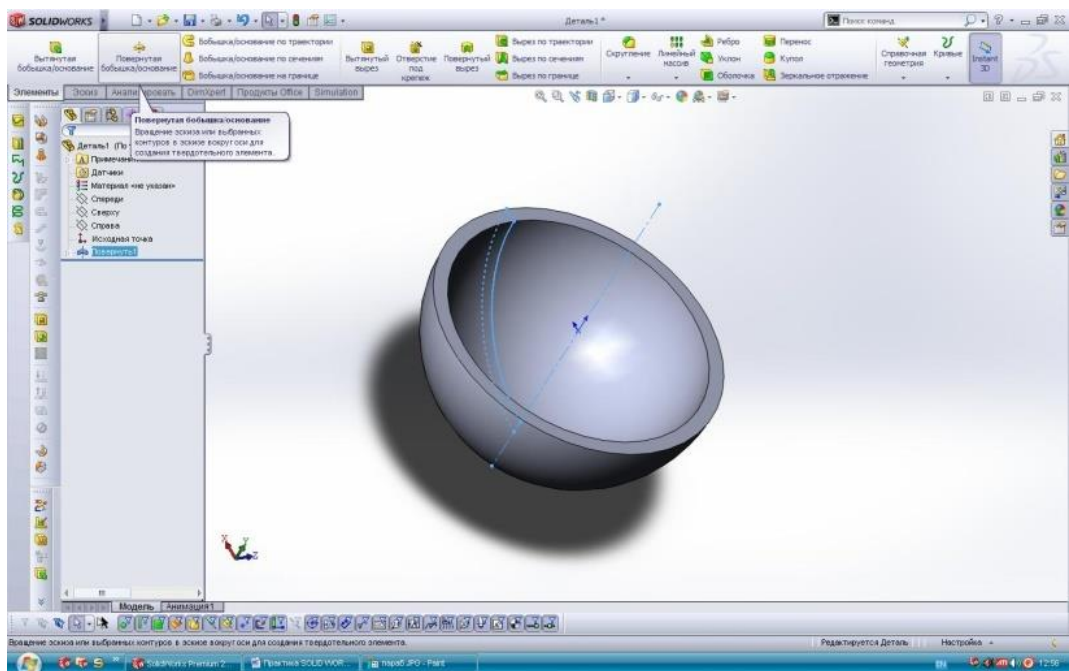 SOLIDWORKS
Деталь1 *
Поиск команд
Вытянутая бобышка/основание
Повернутая бобышка/основание
Бобышка/основание по траектории
Бобышка/основание по сечениям
Бобышка/основание на границе
Вытянутый вырез
Отверстие под крепеж
Повернутый вырез
Вырез по траектории
Вырез по сечениям
Вырез по границе
Скругление
Линейный массив
Ребро
Уклон
Оболочка
Перенос
Купол
Зеркальное отражение
Справочная геометрия
Кривые
Instant 3D
Элементы
Эскиз
Анализировать
DimXpert
Продукты Office
Simulation
Повернутая бобышка/основание
Вращение эскиза или выбранных
контуров в эскизе вокруг оси для
создания твердотельного элемента.
Деталь1 (По
Примечания
Датчики
Материал <не указан>
Спереди
Сверху
Справа
Исходная точка
Повернуть1
Модель
Анимация1
Вращение эскиза или выбранных контуров в эскизе вокруг оси для создания твердотельного элемента.
Редактируется Деталь
Настройка
SolidWorks Premium 2...
Практика SOLID WOR...
параб JPG - Paint
EN
12:56